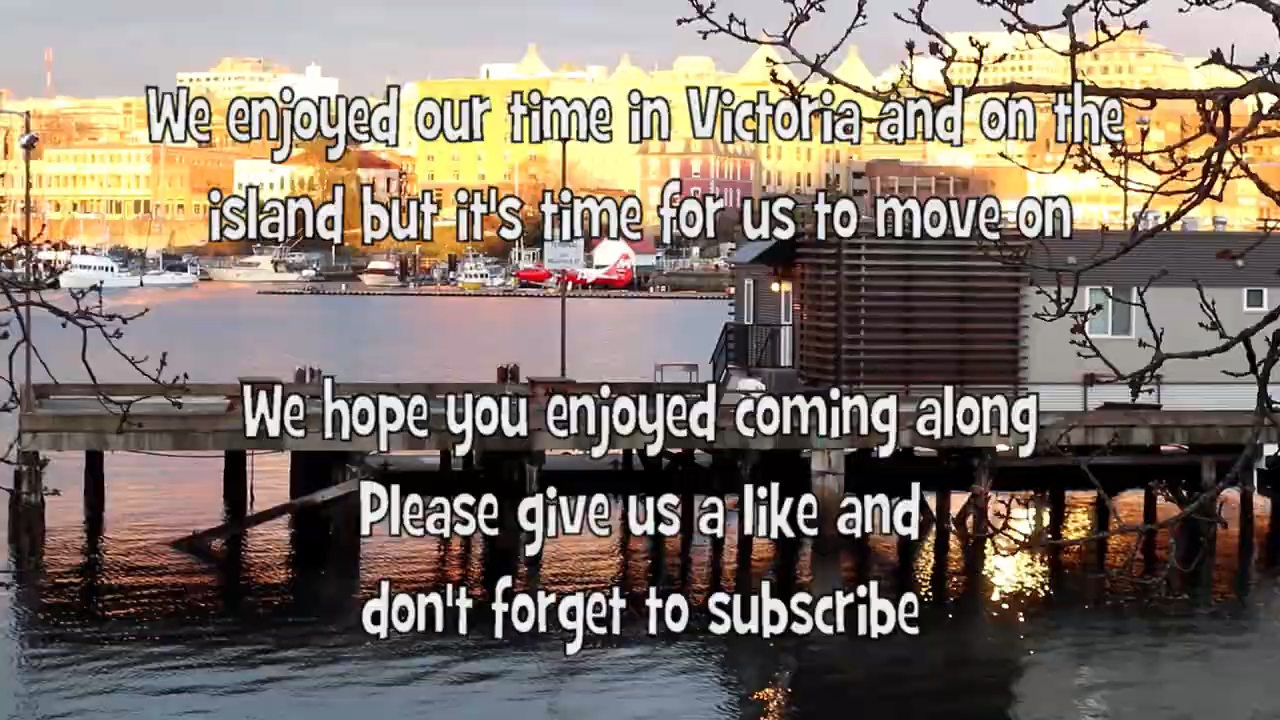 We enjoyed our time in Victoria and on the
island but it's time for us to move on
We hope you enjoyed coming along
Please give us a like and
don't forget to subscribe